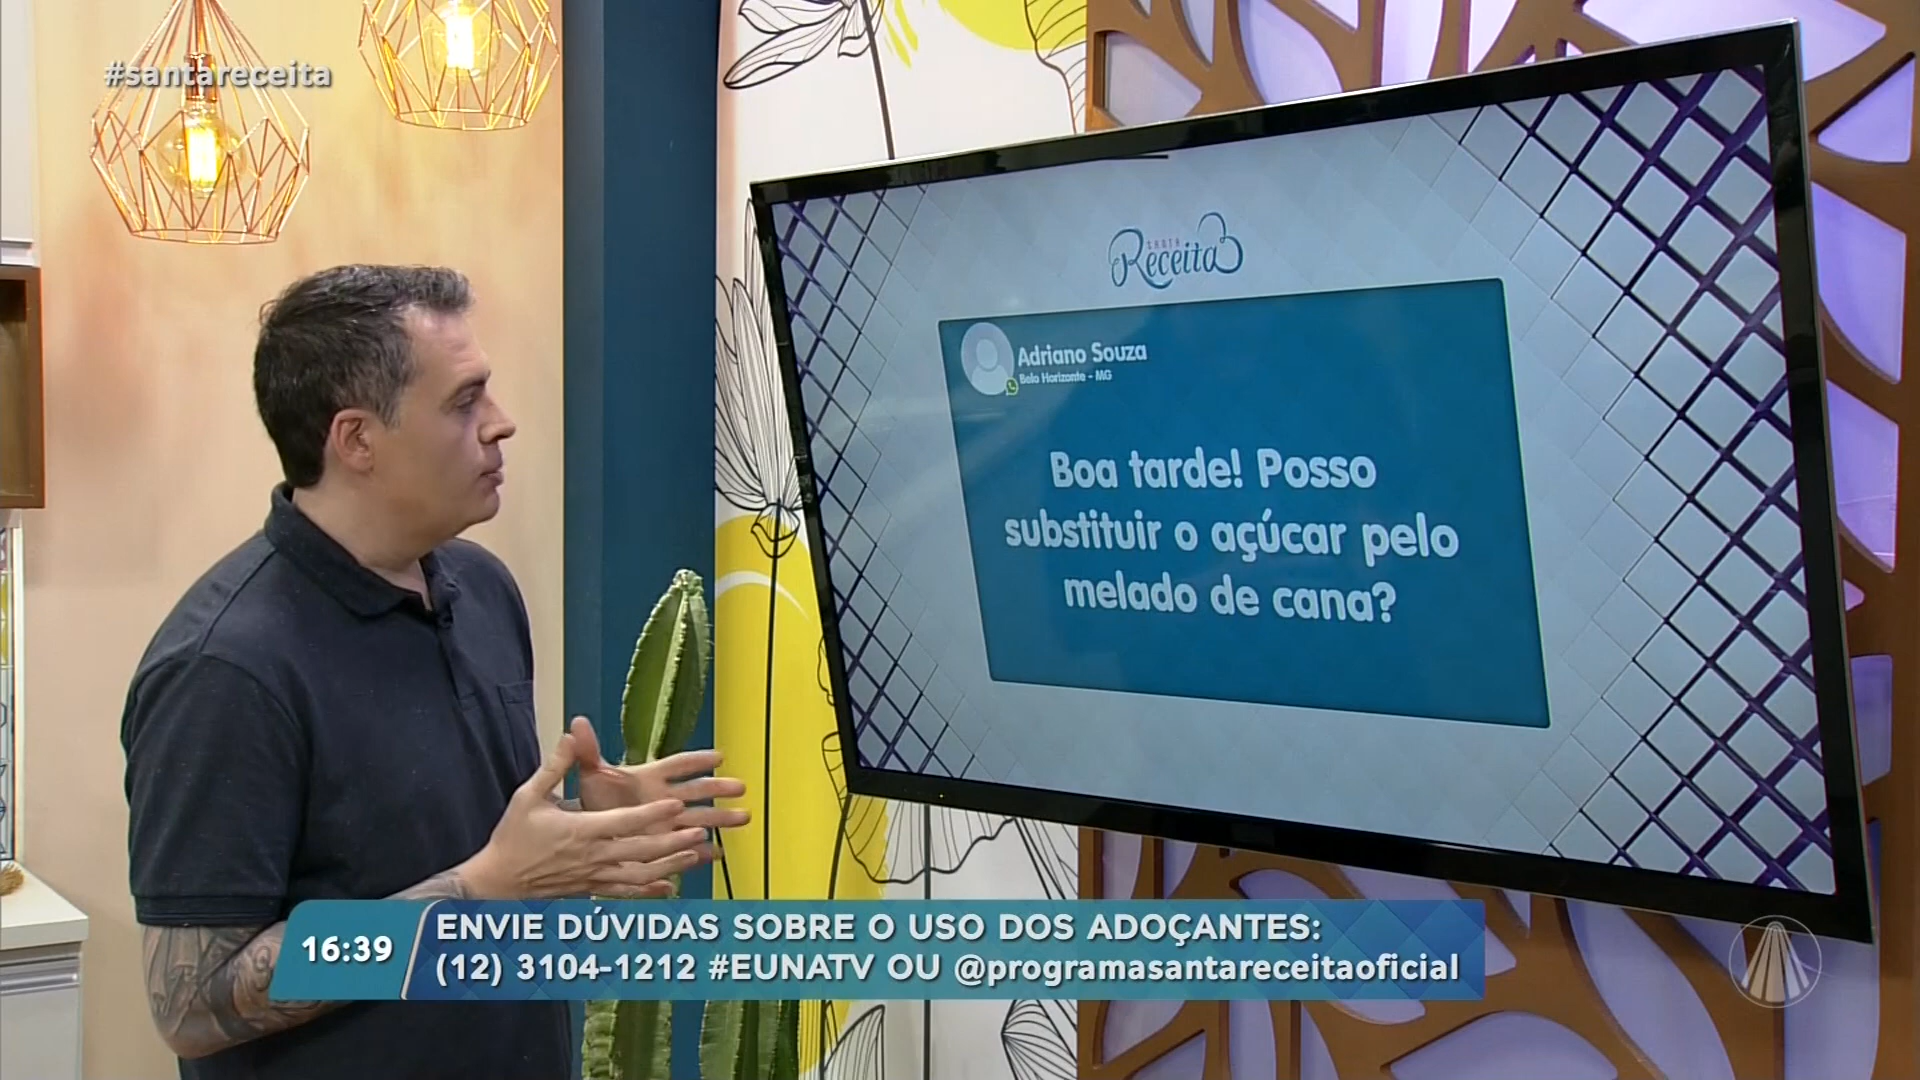 #santareceita
SANTA
Receita
Adriano Souza
Belo Horizonte - MG
Boa tarde! Posso
substituir o açúcar pelo
melado de cana?
16:39
ENVIE DÚVIDAS SOBRE O USO DOS ADOÇANTES:
(12) 3104-1212 #EUNATV OU @programasantareceitaoficial